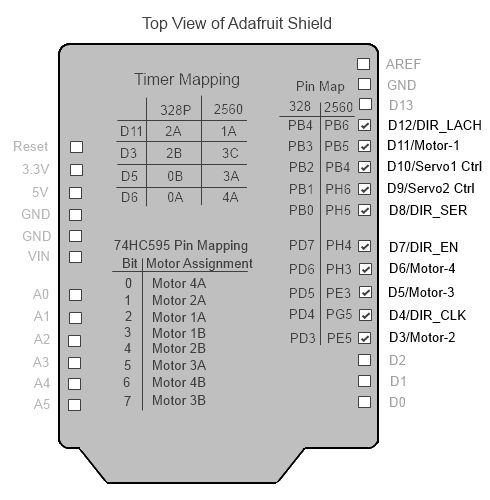 Top View of Adafruit Shield
AREF
Timer Mapping
Pin Map
GND
328P 2560
328 2560
D13
D11 2A 1A
PB4 PB6 D12/DIR_LACH
Reset
D3 2B 3C
PB3 PB5 D11/Motor-1
3.3V
D5 0B 3A
PB2 PB4 D10/Servo1 Ctrl
5V
D6 0A 4A
PB1 PH6 D9/Servo2 Ctrl
GND
PB0 PH5 D8/DIR_SER
GND
74HC595 Pin Mapping
PD7 PH4 D7/DIR_EN
VIN
Bit Motor Assignment
PD6 PH3 D6/Motor-4
0 Motor 4A
A0
1 Motor 2A
PD5 PE3 D5/Motor-3
A1
2 Motor 1A
PD4 PG5 D4/DIR_CLK
3 Motor 1B
A2
4 Motor 2B
PD3 PE5 D3/Motor-2
A3
5 Motor 3A
D2
A4
6 Motor 4B
D1
A5
7 Motor 3B
D0